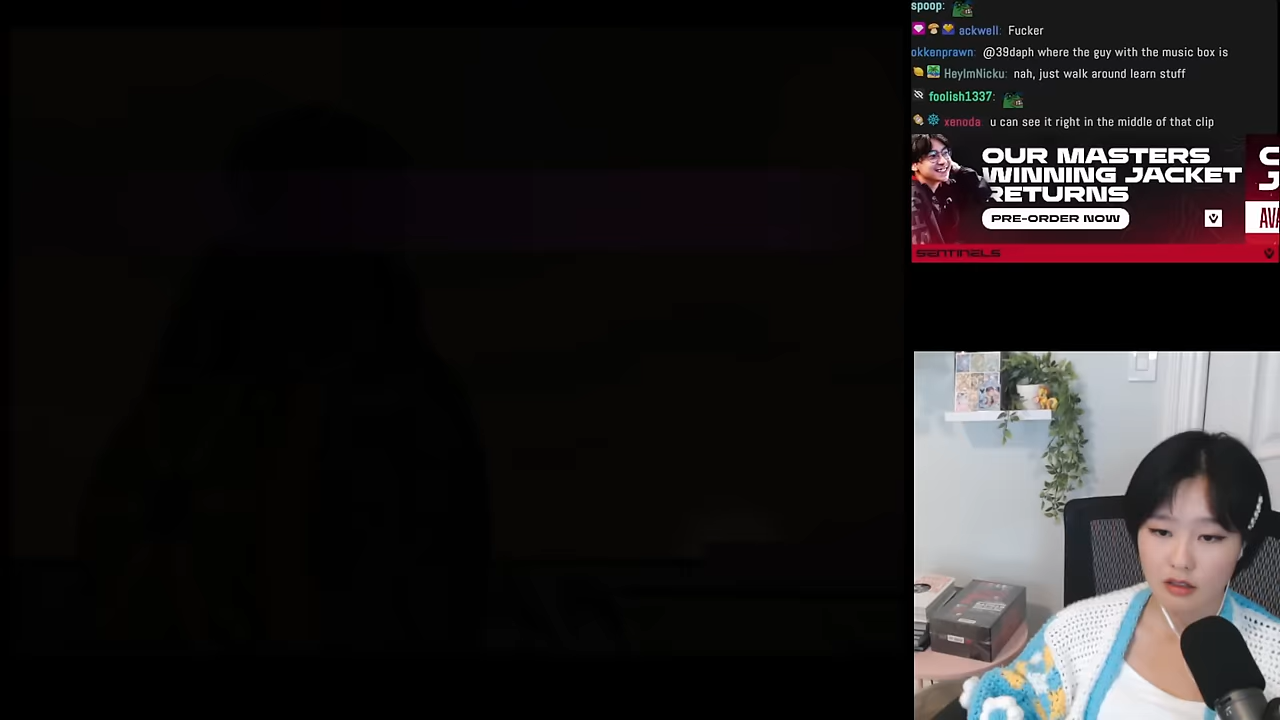 spoop:
ackwell: Fucker
okkenprawn: @39daph where the guy with the music box is
HeyImNicku: nah, just walk around learn stuff
foolish1337:
xenoda: u can see it right in the middle of that clip
OUR MASTERS
WINNING JACKET
RETURNS
PRE-ORDER NOW
SENTINELS